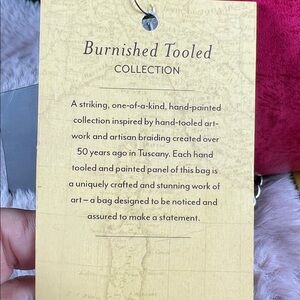 Burnished Tooled
COLLECTION
A striking, one-of-a-kind, hand-painted
collection inspired by hand-tooled art-
work and artisan braiding created over
50 years ago in Tuscany. Each hand
tooled and painted panel of this bag is
a uniquely crafted and stunning work of
art – a bag designed to be noticed and
assured to make a statement.